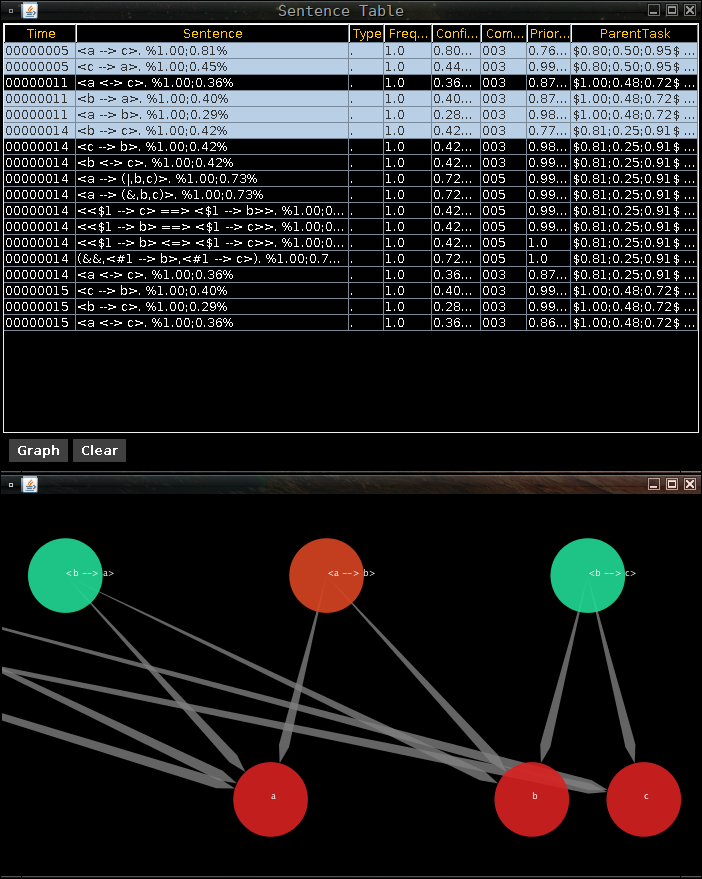 Sentence Table
Time Sentence Type Freq... Confi... Com... Prior... ParentTask
00000005 <a --> c>. %1.00;0.81% . 1.0 0.80... 003 0.76... $0.80;0.50;0.95$ ...
00000005 <c --> a>. %1.00;0.45% . 1.0 0.44... 003 0.99... $0.80;0.50;0.95$ ...
00000011 <a <-> c>. %1.00;0.36% . 1.0 0.36... 003 0.87... $1.00;0.48;0.72$ ...
00000011 <b --> a>. %1.00;0.40% . 1.0 0.40... 003 0.87... $1.00;0.48;0.72$ ...
00000011 <a --> b>. %1.00;0.29% . 1.0 0.28... 003 0.98... $1.00;0.48;0.72$ ...
00000014 <b --> c>. %1.00;0.42% . 1.0 0.42... 003 0.77... $0.81;0.25;0.91$ ...
00000014 <c --> b>. %1.00;0.42% . 1.0 0.42... 003 0.98... $0.81;0.25;0.91$ ...
00000014 <b <-> c>. %1.00;0.42% . 1.0 0.42... 003 0.99... $0.81;0.25;0.91$ ...
00000014 <a --> (|,b,c)>. %1.00;0.73% . 1.0 0.72... 005 0.99... $0.81;0.25;0.91$ ...
00000014 <a --> (&,b,c)>. %1.00;0.73% . 1.0 0.72... 005 0.99... $0.81;0.25;0.91$ ...
00000014 <<$1 --> c> ==> <$1 --> b>>. %1.00;0... . 1.0 0.42... 005 0.99... $0.81;0.25;0.91$ ...
00000014 <<$1 --> b> ==> <$1 --> c>>. %1.00;0... . 1.0 0.42... 005 0.99... $0.81;0.25;0.91$ ...
00000014 <<$1 --> b> <=> <$1 --> c>>. %1.00;0... . 1.0 0.42... 005 1.0 $0.81;0.25;0.91$ ...
00000014 (&&,<#1 --> b>,<#1 --> c>). %1.00;0.7... . 1.0 0.72... 005 1.0 $0.81;0.25;0.91$ ...
00000014 <a <-> c>. %1.00;0.36% . 1.0 0.36... 003 0.87... $0.81;0.25;0.91$ ...
00000015 <c --> b>. %1.00;0.40% . 1.0 0.40... 003 0.99... $1.00;0.48;0.72$ ...
00000015 <b --> c>. %1.00;0.29% . 1.0 0.28... 003 0.99... $1.00;0.48;0.72$ ...
00000015 <a <-> c>. %1.00;0.36% . 1.0 0.36... 003 0.86... $1.00;0.48;0.72$ ...
Graph Clear
<b --> a> <a --> b> <b --> c>
a b c